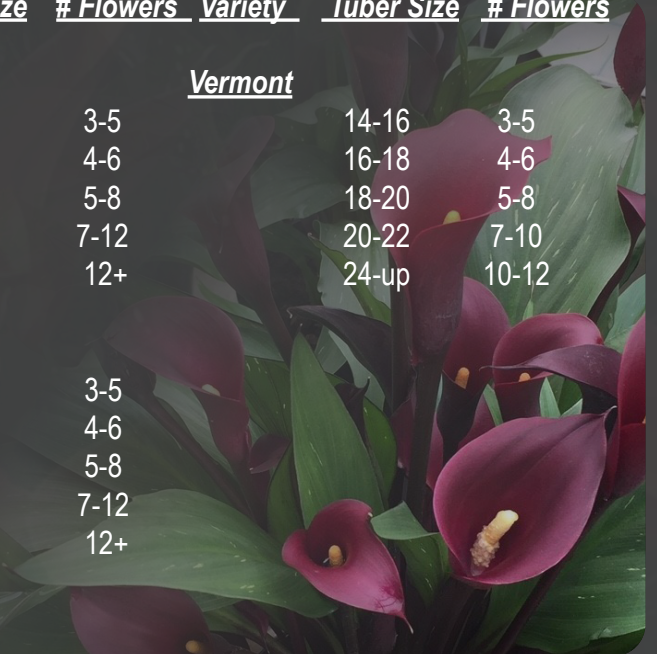 ze # Flowers Variety Tuber Size # Flowers
Vermont
3-5 14-16 3-5
4-6 16-18 4-6
5-8 18-20 5-8
7-12 20-22 7-10
12+ 24-up 10-12
3-5
4-6
5-8
7-12
12+